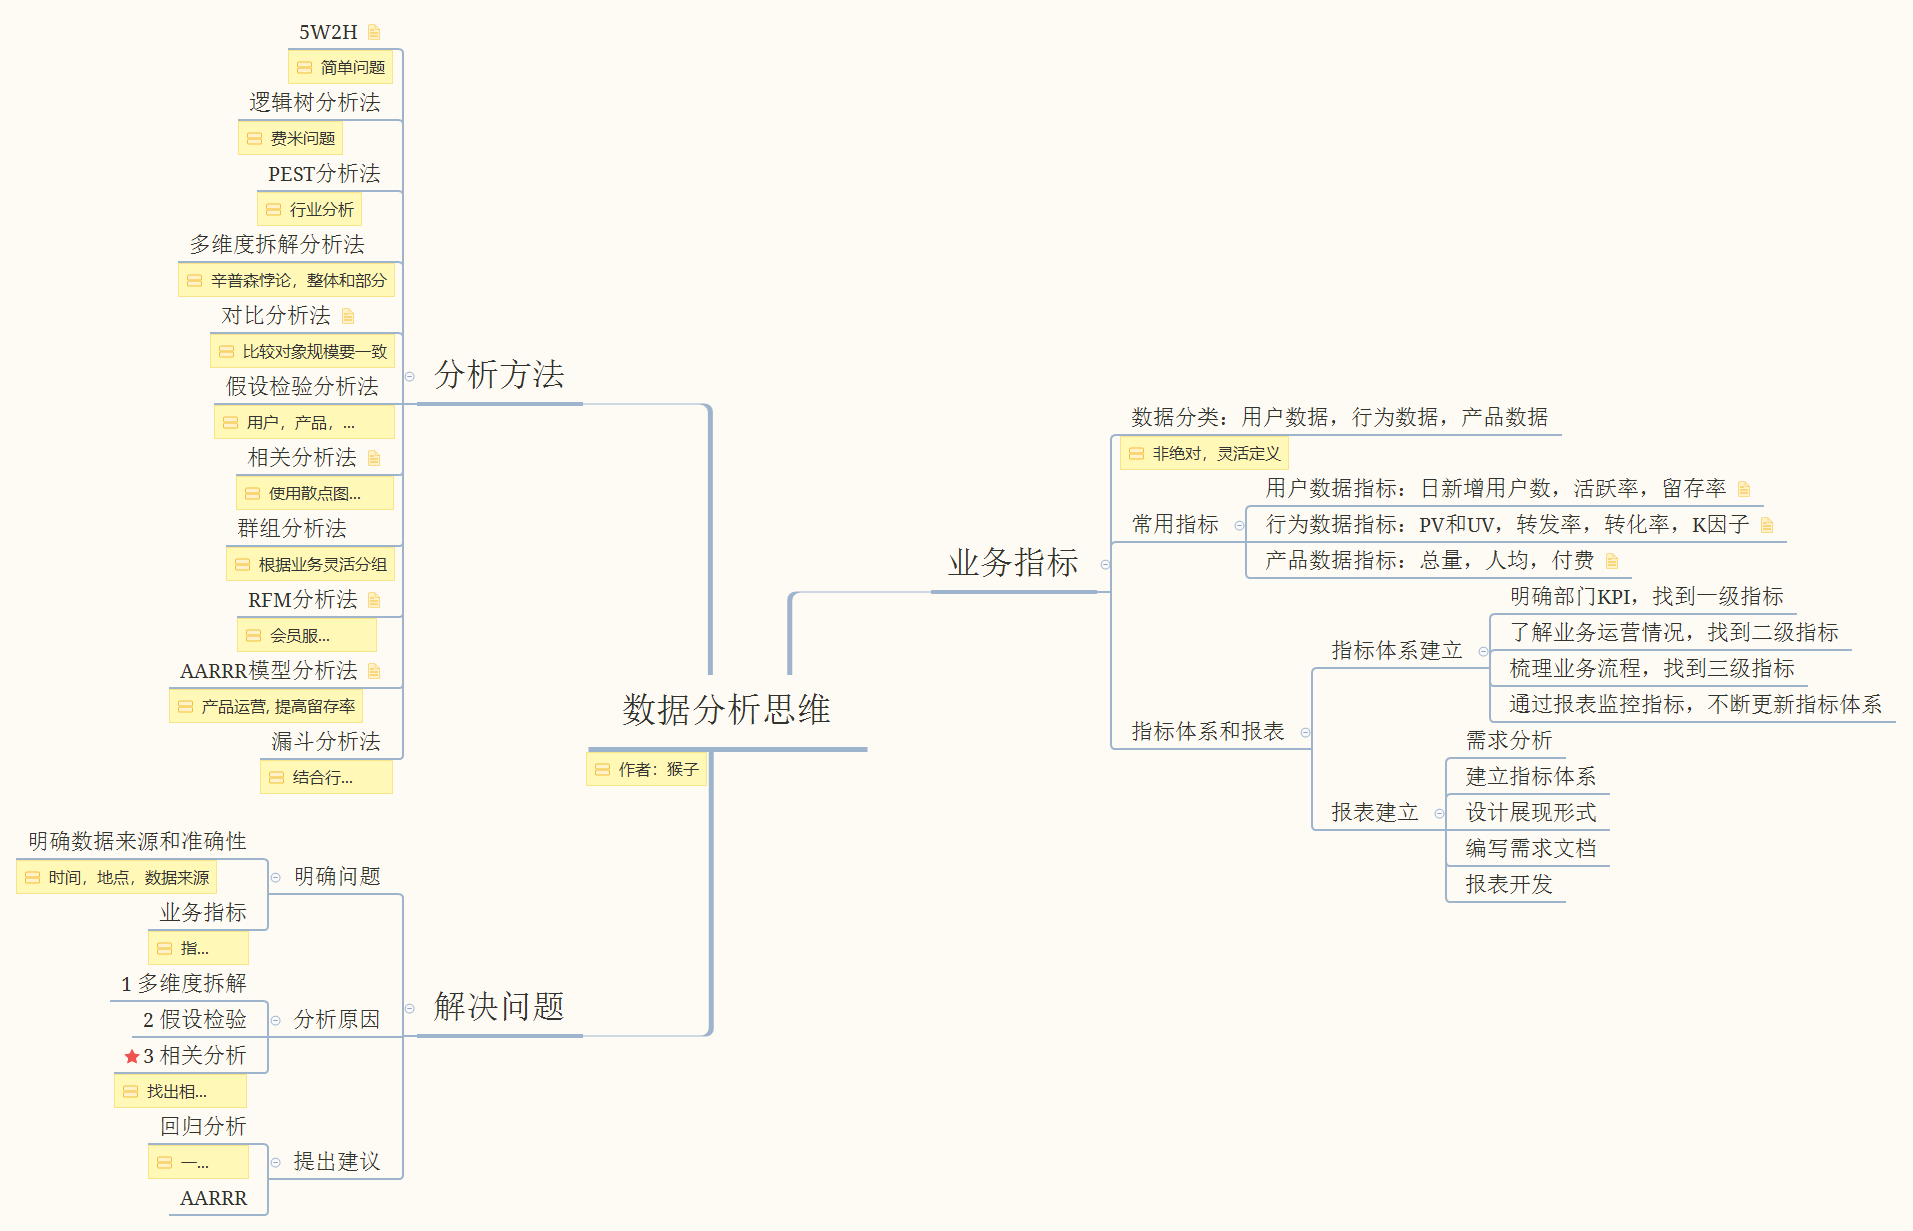 5W2H
简单问题
逻辑树分析法
费米问题
PEST分析法
行业分析
多维度拆解分析法
辛普森悖论，整体和部分
对比分析法
比较对象规模要一致
假设检验分析法
用户，产品，...
相关分析法
使用散点图...
群组分析法
根据业务灵活分组
RFM分析法
会员服...
AARRR模型分析法
产品运营, 提高留存率
漏斗分析法
结合行...
分析方法
数据分析思维
作者：猴子
业务指标
数据分类：用户数据，行为数据，产品数据
非绝对，灵活定义
常用指标
用户数据指标：日新增用户数，活跃率，留存率
行为数据指标：PV和UV，转发率，转化率，K因子
产品数据指标：总量，人均，付费
指标体系和报表
指标体系建立
明确部门KPI，找到一级指标
了解业务运营情况，找到二级指标
梳理业务流程，找到三级指标
通过报表监控指标，不断更新指标体系
报表建立
需求分析
建立指标体系
设计展现形式
编写需求文档
报表开发
解决问题
明确问题
明确数据来源和准确性
时间，地点，数据来源
业务指标
指...
分析原因
1 多维度拆解
2 假设检验
3 相关分析
找出相...
提出建议
回归分析
一...
AARRR